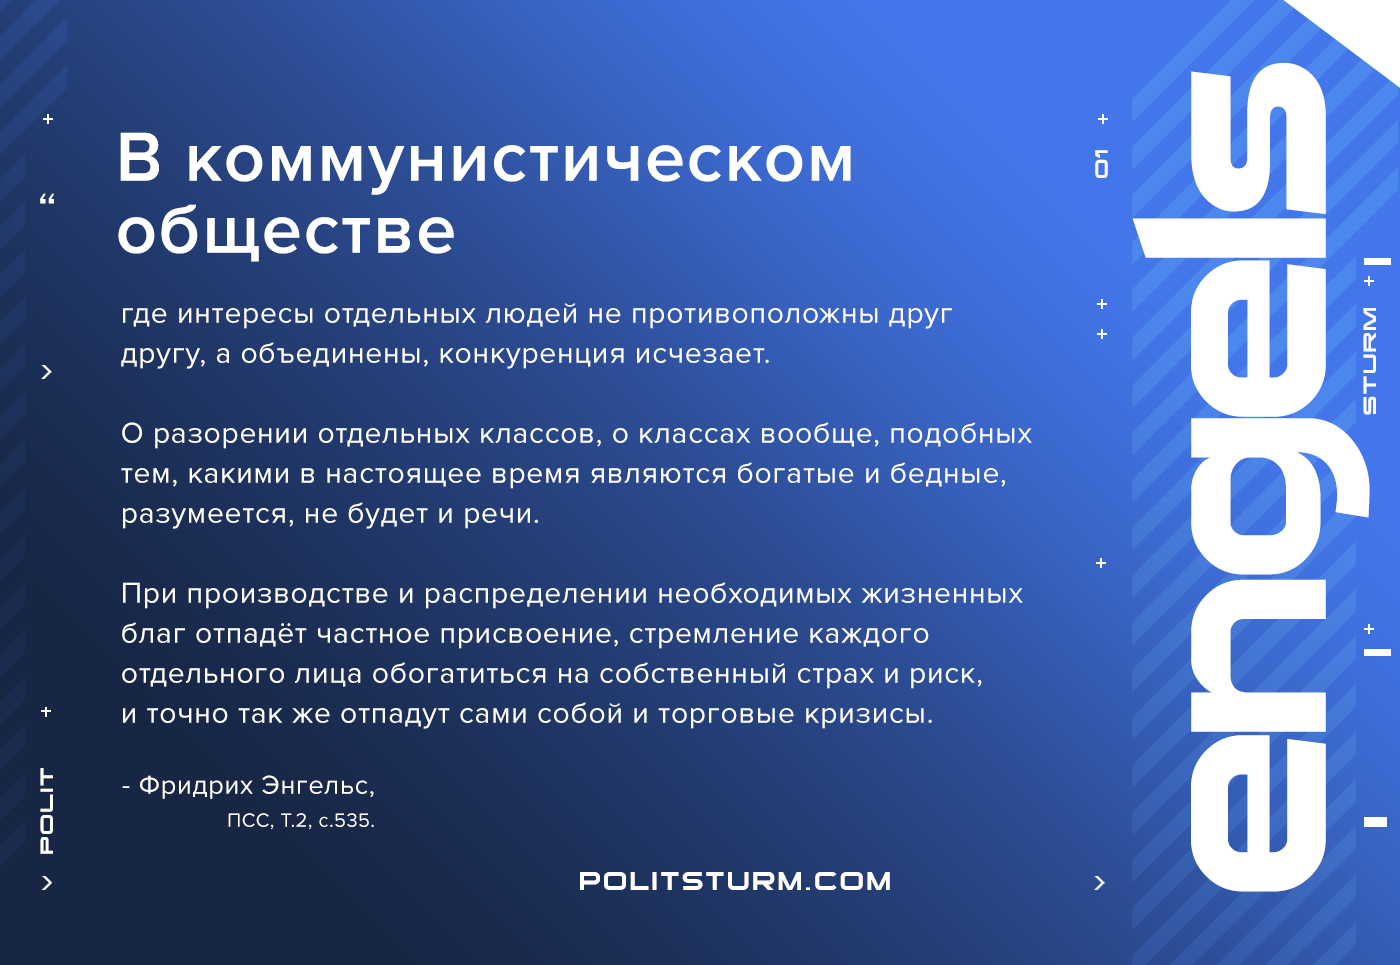 “
В коммунистическом
обществе
где интересы отдельных людей не противоположны друг
другу, а объединены, конкуренция исчезает.
О разорении отдельных классов, о классах вообще, подобных
тем, какими в настоящее время являются богатые и бедные,
разумеется, не будет и речи.
При производстве и распределении необходимых жизненных
благ отпадёт частное присвоение, стремление каждого
отдельного лица обогатиться на собственный страх и риск,
и точно так же отпадут сами собой и торговые кризисы.
- Фридрих Энгельс,
ПСС, Т.2, с.535.
POLITSTURM.COM
POLIT
01
engels
STURM